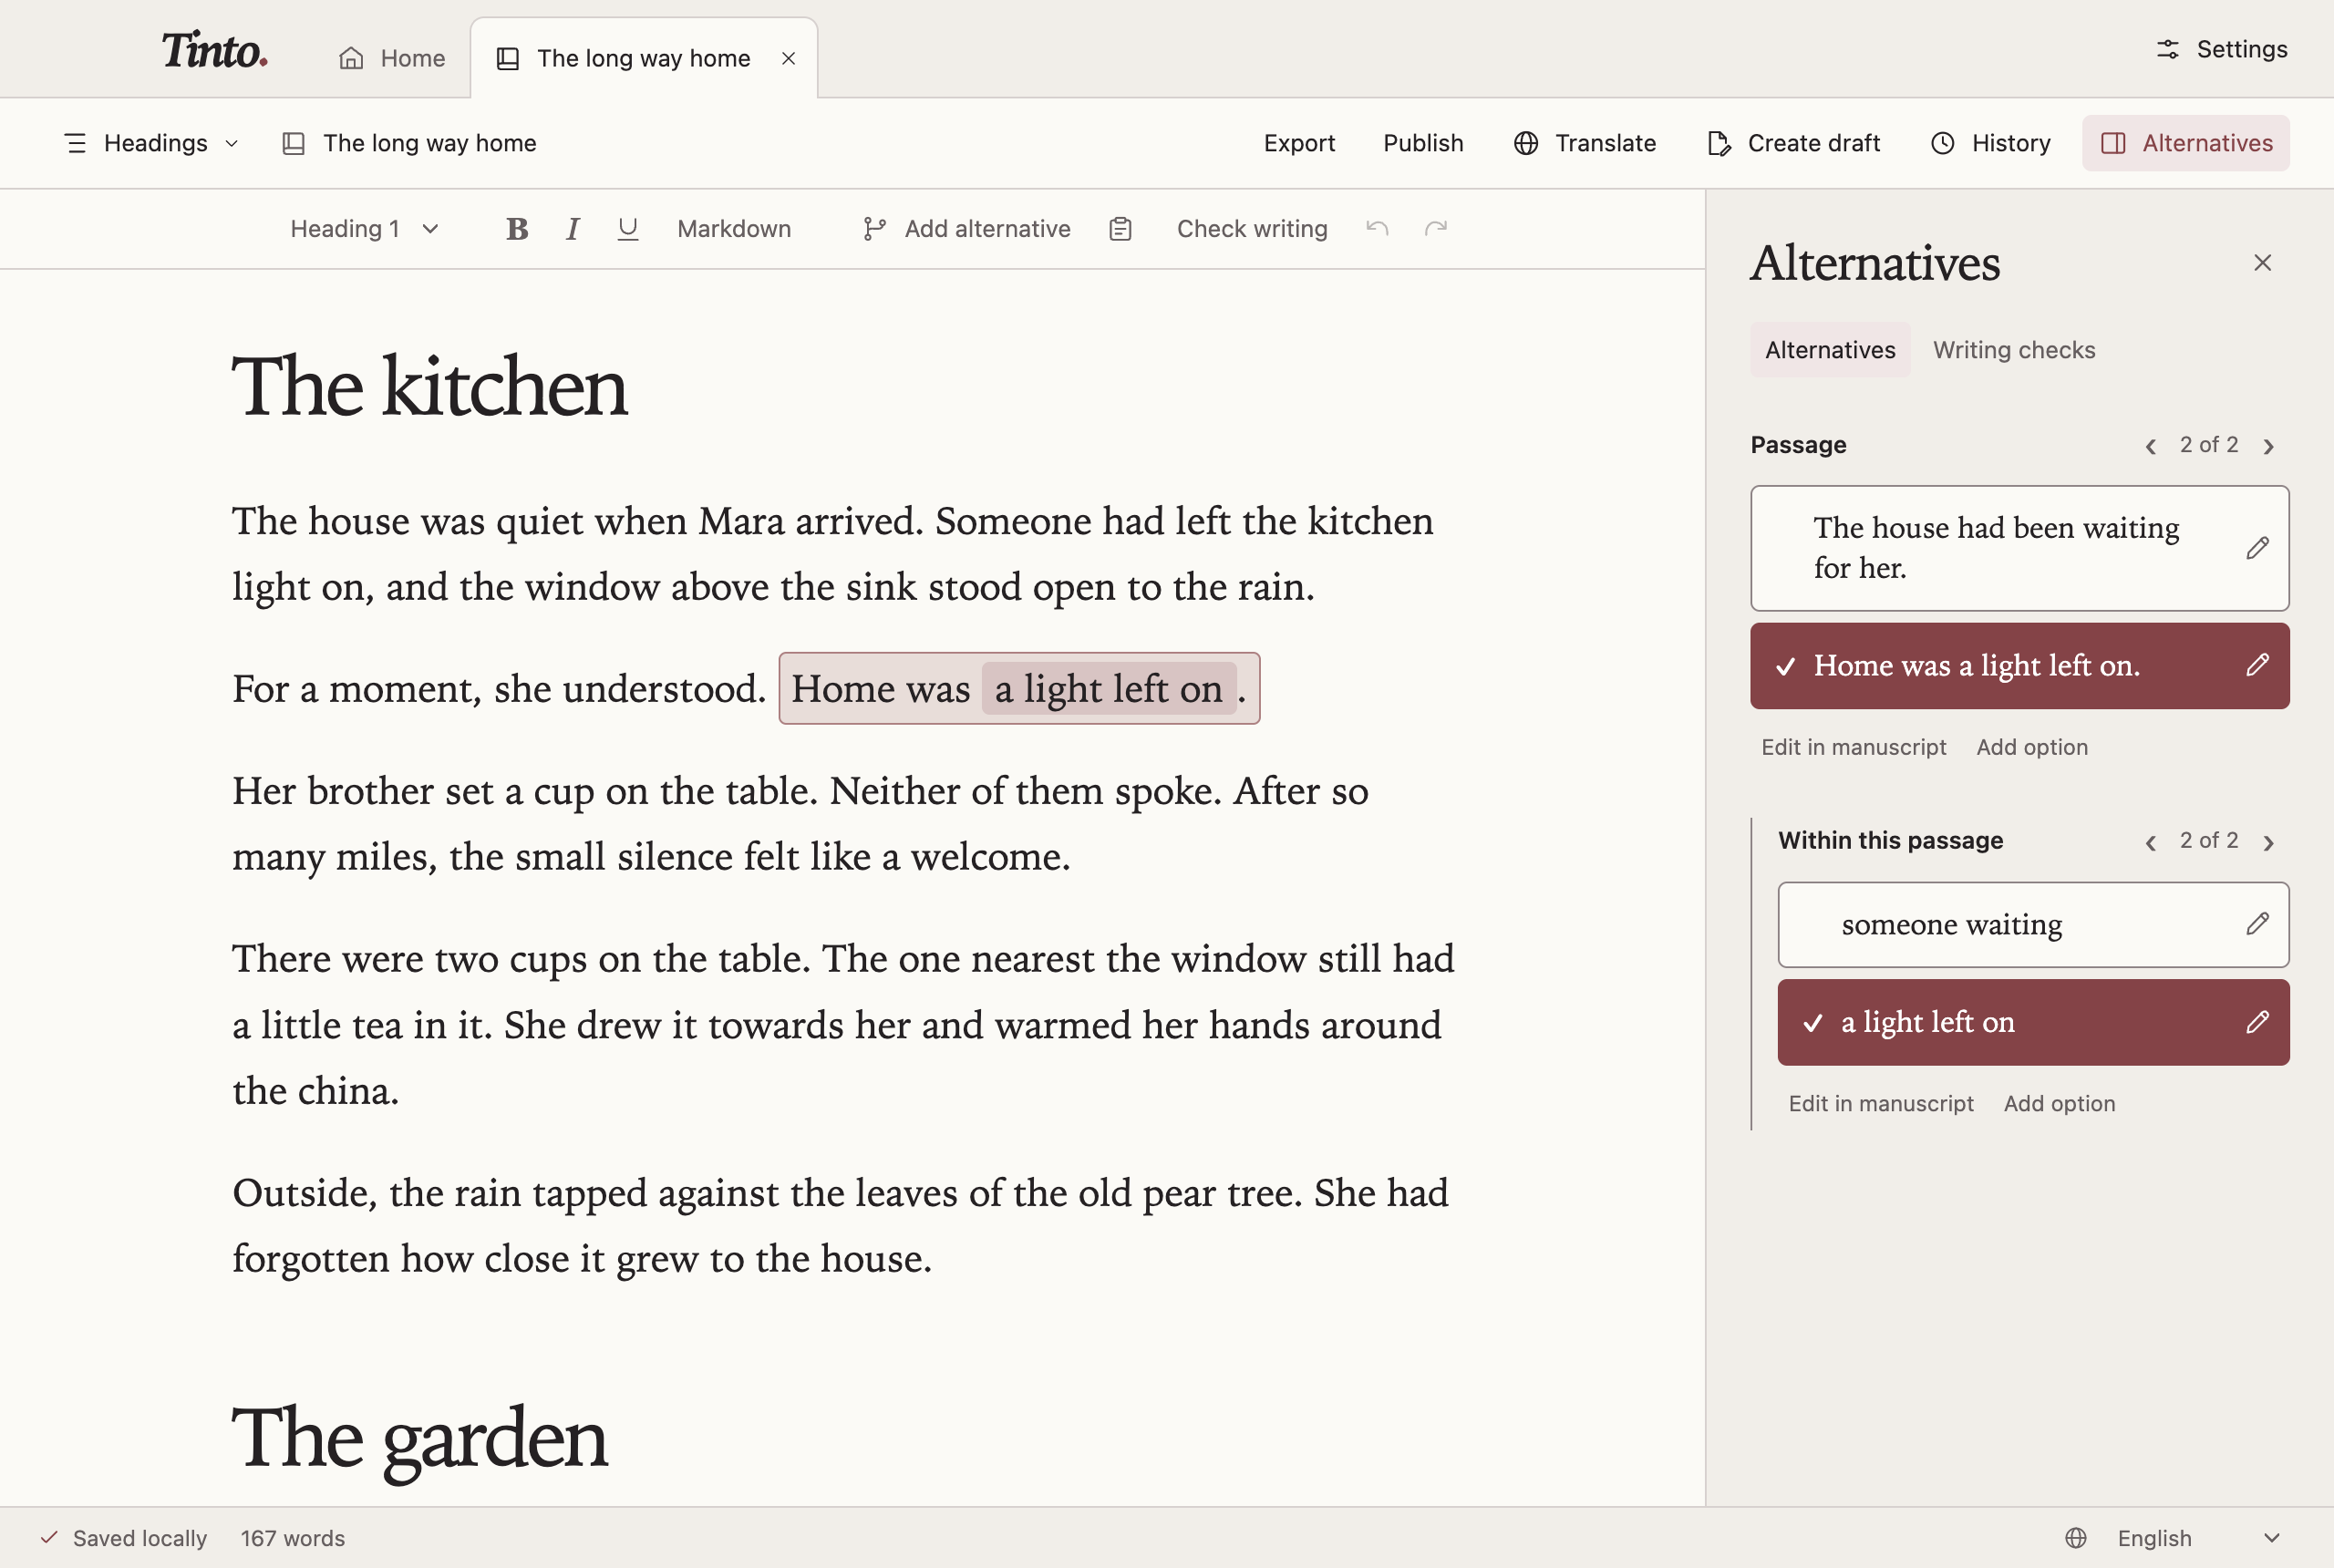 Tinto.
Home
The long way home
Settings
Headings
The long way home
Export
Publish
Translate
Create draft
History
Alternatives
Heading 1
B
I
U
Markdown
Add alternative
Check writing
The kitchen
The house was quiet when Mara arrived. Someone had left the kitchen
light on, and the window above the sink stood open to the rain.
For a moment, she understood. Home was a light left on.
Her brother set a cup on the table. Neither of them spoke. After so
many miles, the small silence felt like a welcome.
There were two cups on the table. The one nearest the window still had
a little tea in it. She drew it towards her and warmed her hands around
the china.
Outside, the rain tapped against the leaves of the old pear tree. She had
forgotten how close it grew to the house.
The garden
Alternatives
Alternatives
Writing checks
Passage
2 of 2
The house had been waiting
for her.
Home was a light left on.
Edit in manuscript
Add option
Within this passage
2 of 2
someone waiting
a light left on
Edit in manuscript
Add option
Saved locally
167 words
English